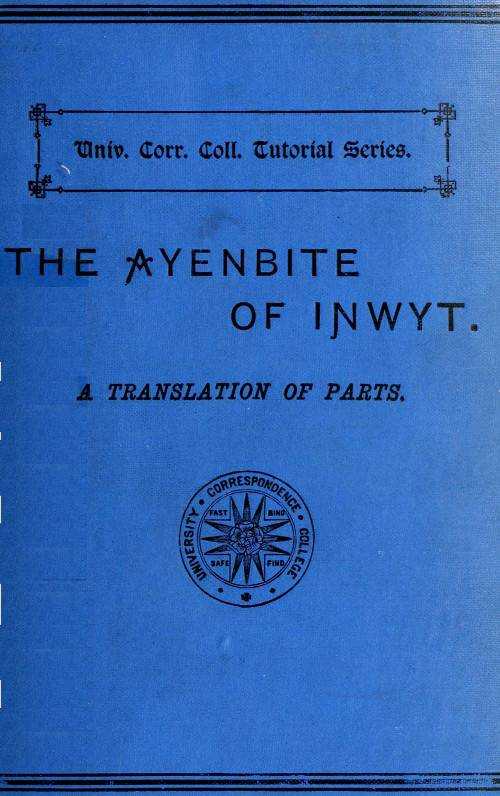 Univ. Corr. Coll. Tutorial Series.
THE AYENBITE
OF INWYT.
A TRANSLATION OF PARTS.
UNIVERSITY • CORRESPONDENCE • COLLEGE
FAST BIND
SAFE FIND